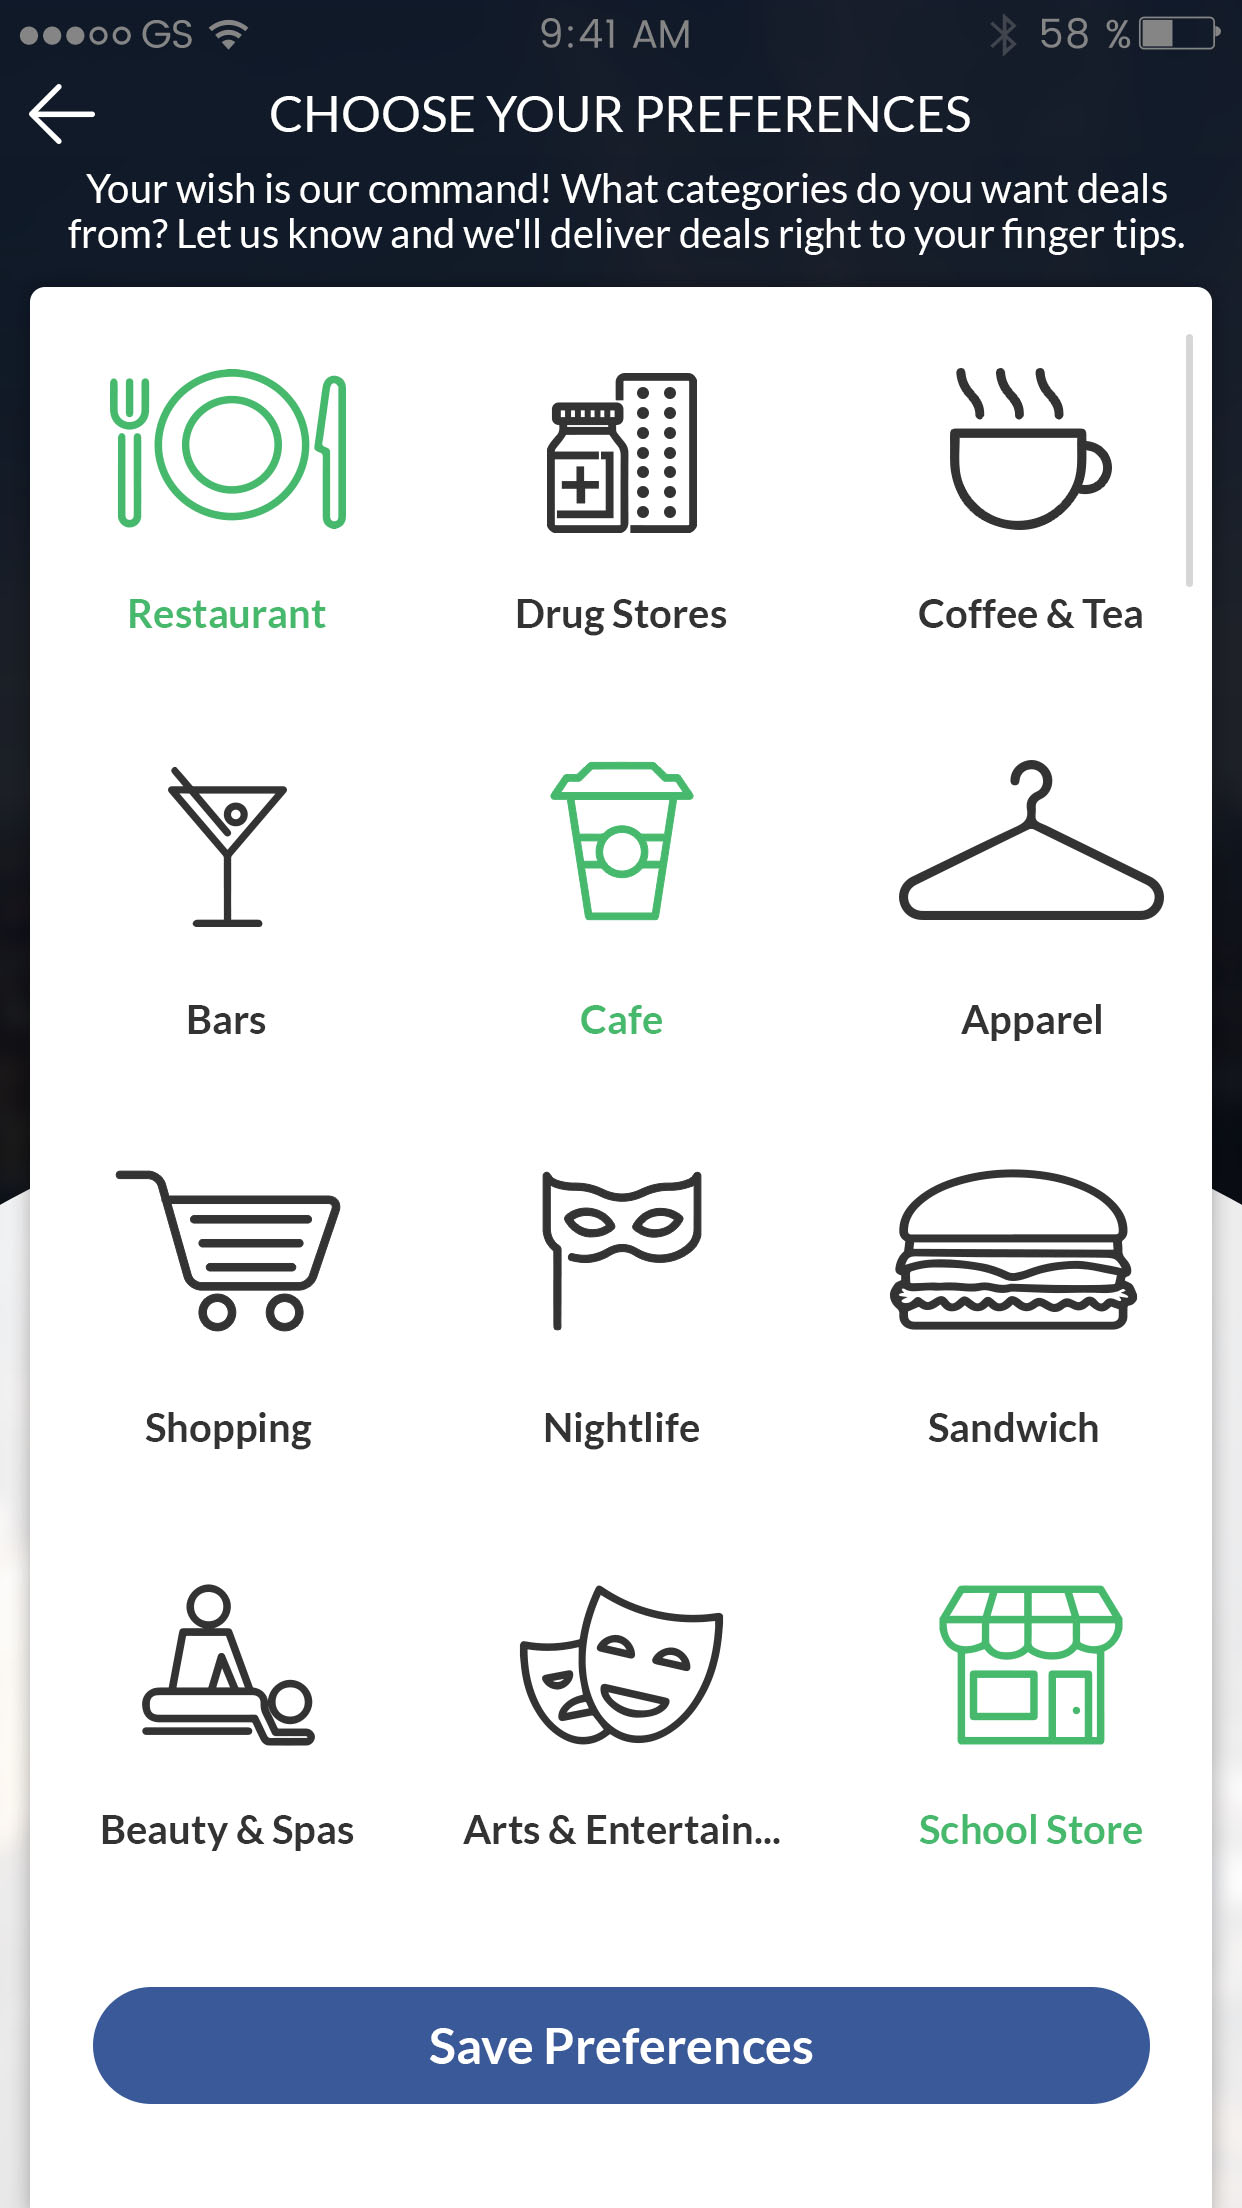 GS 9:41 AM 58 %
CHOOSE YOUR PREFERENCES
Your wish is our command! What categories do you want deals
from? Let us know and we'll deliver deals right to your finger tips.
Restaurant Drug Stores Coffee & Tea
Bars Cafe Apparel
Shopping Nightlife Sandwich
Beauty & Spas Arts & Entertain... School Store
Save Preferences